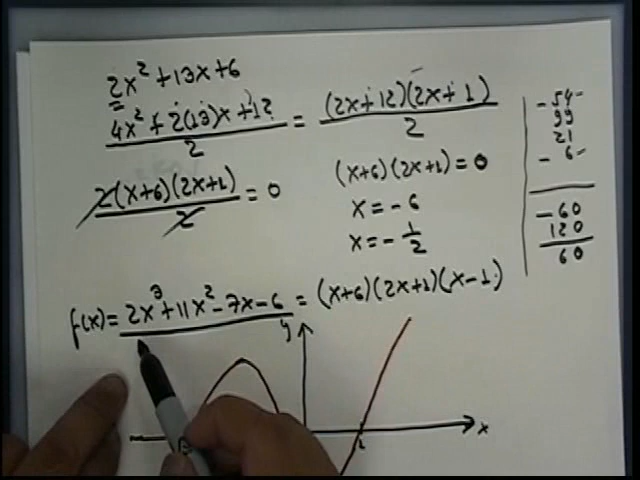 2x² + 13x + 6
(4x² + 2(13)x + 12)/2 = (2x + 12)(2x + 1)/2
2(x + 6)(2x + 1)/2 = 0
(x + 6)(2x + 1) = 0
x = - 6
x = - 1/2
- 54 -
99
21
- 6 -
- 60
120
60
f(x) = 2x³ + 11x² - 7x - 6 = (x + 6)(2x + 1)(x - 1)
y
x